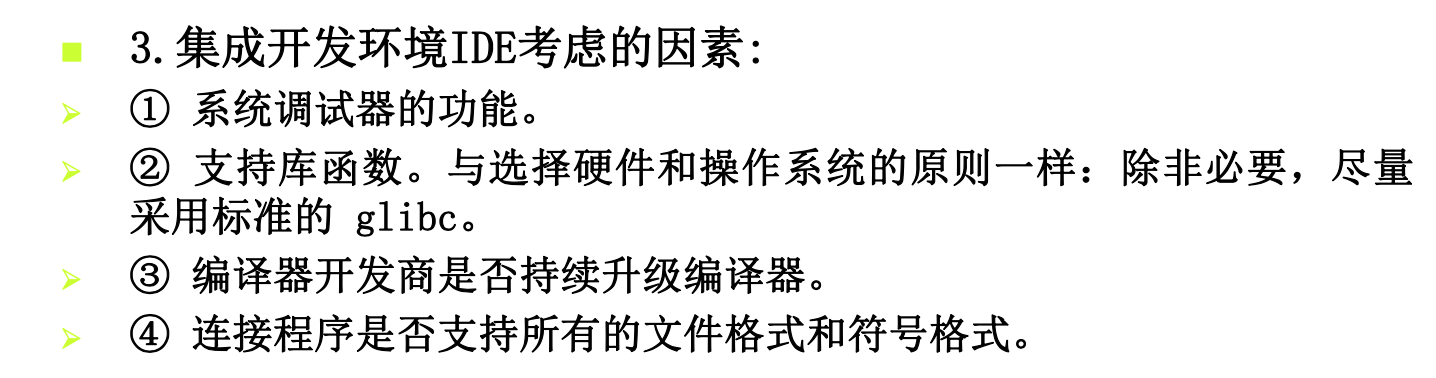 3.集成开发环境IDE考虑的因素:
① 系统调试器的功能。
② 支持库函数。与选择硬件和操作系统的原则一样：除非必要，尽量
采用标准的 glibc。
③ 编译器开发商是否持续升级编译器。
④ 连接程序是否支持所有的文件格式和符号格式。